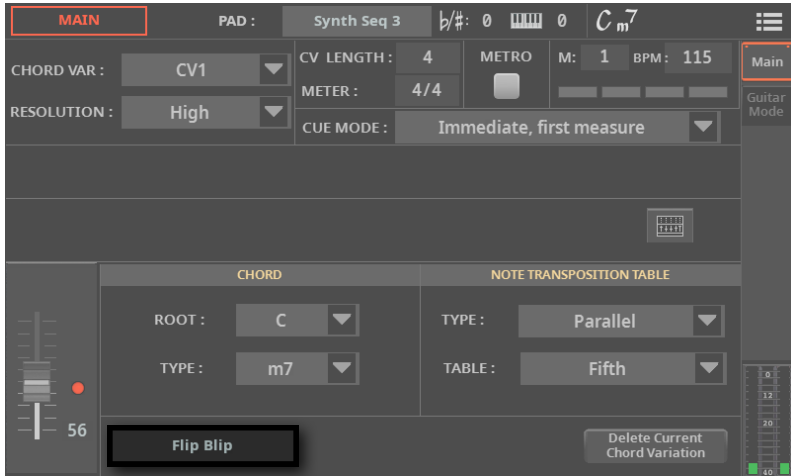 MAIN PAD : Synth Seq 3 ♭/♯: 0 0 Cm7
CHORD VAR : CV1 CV LENGTH : 4 METRO M: 1 BPM : 115 Main
METER : 4/4
RESOLUTION : High Guitar
Mode
CUE MODE : Immediate, first measure
CHORD NOTE TRANSPOSITION TABLE
ROOT : C TYPE : Parallel
TYPE : m7 TABLE : Fifth
0
12
20
40
56
Flip Blip Delete Current
Chord Variation